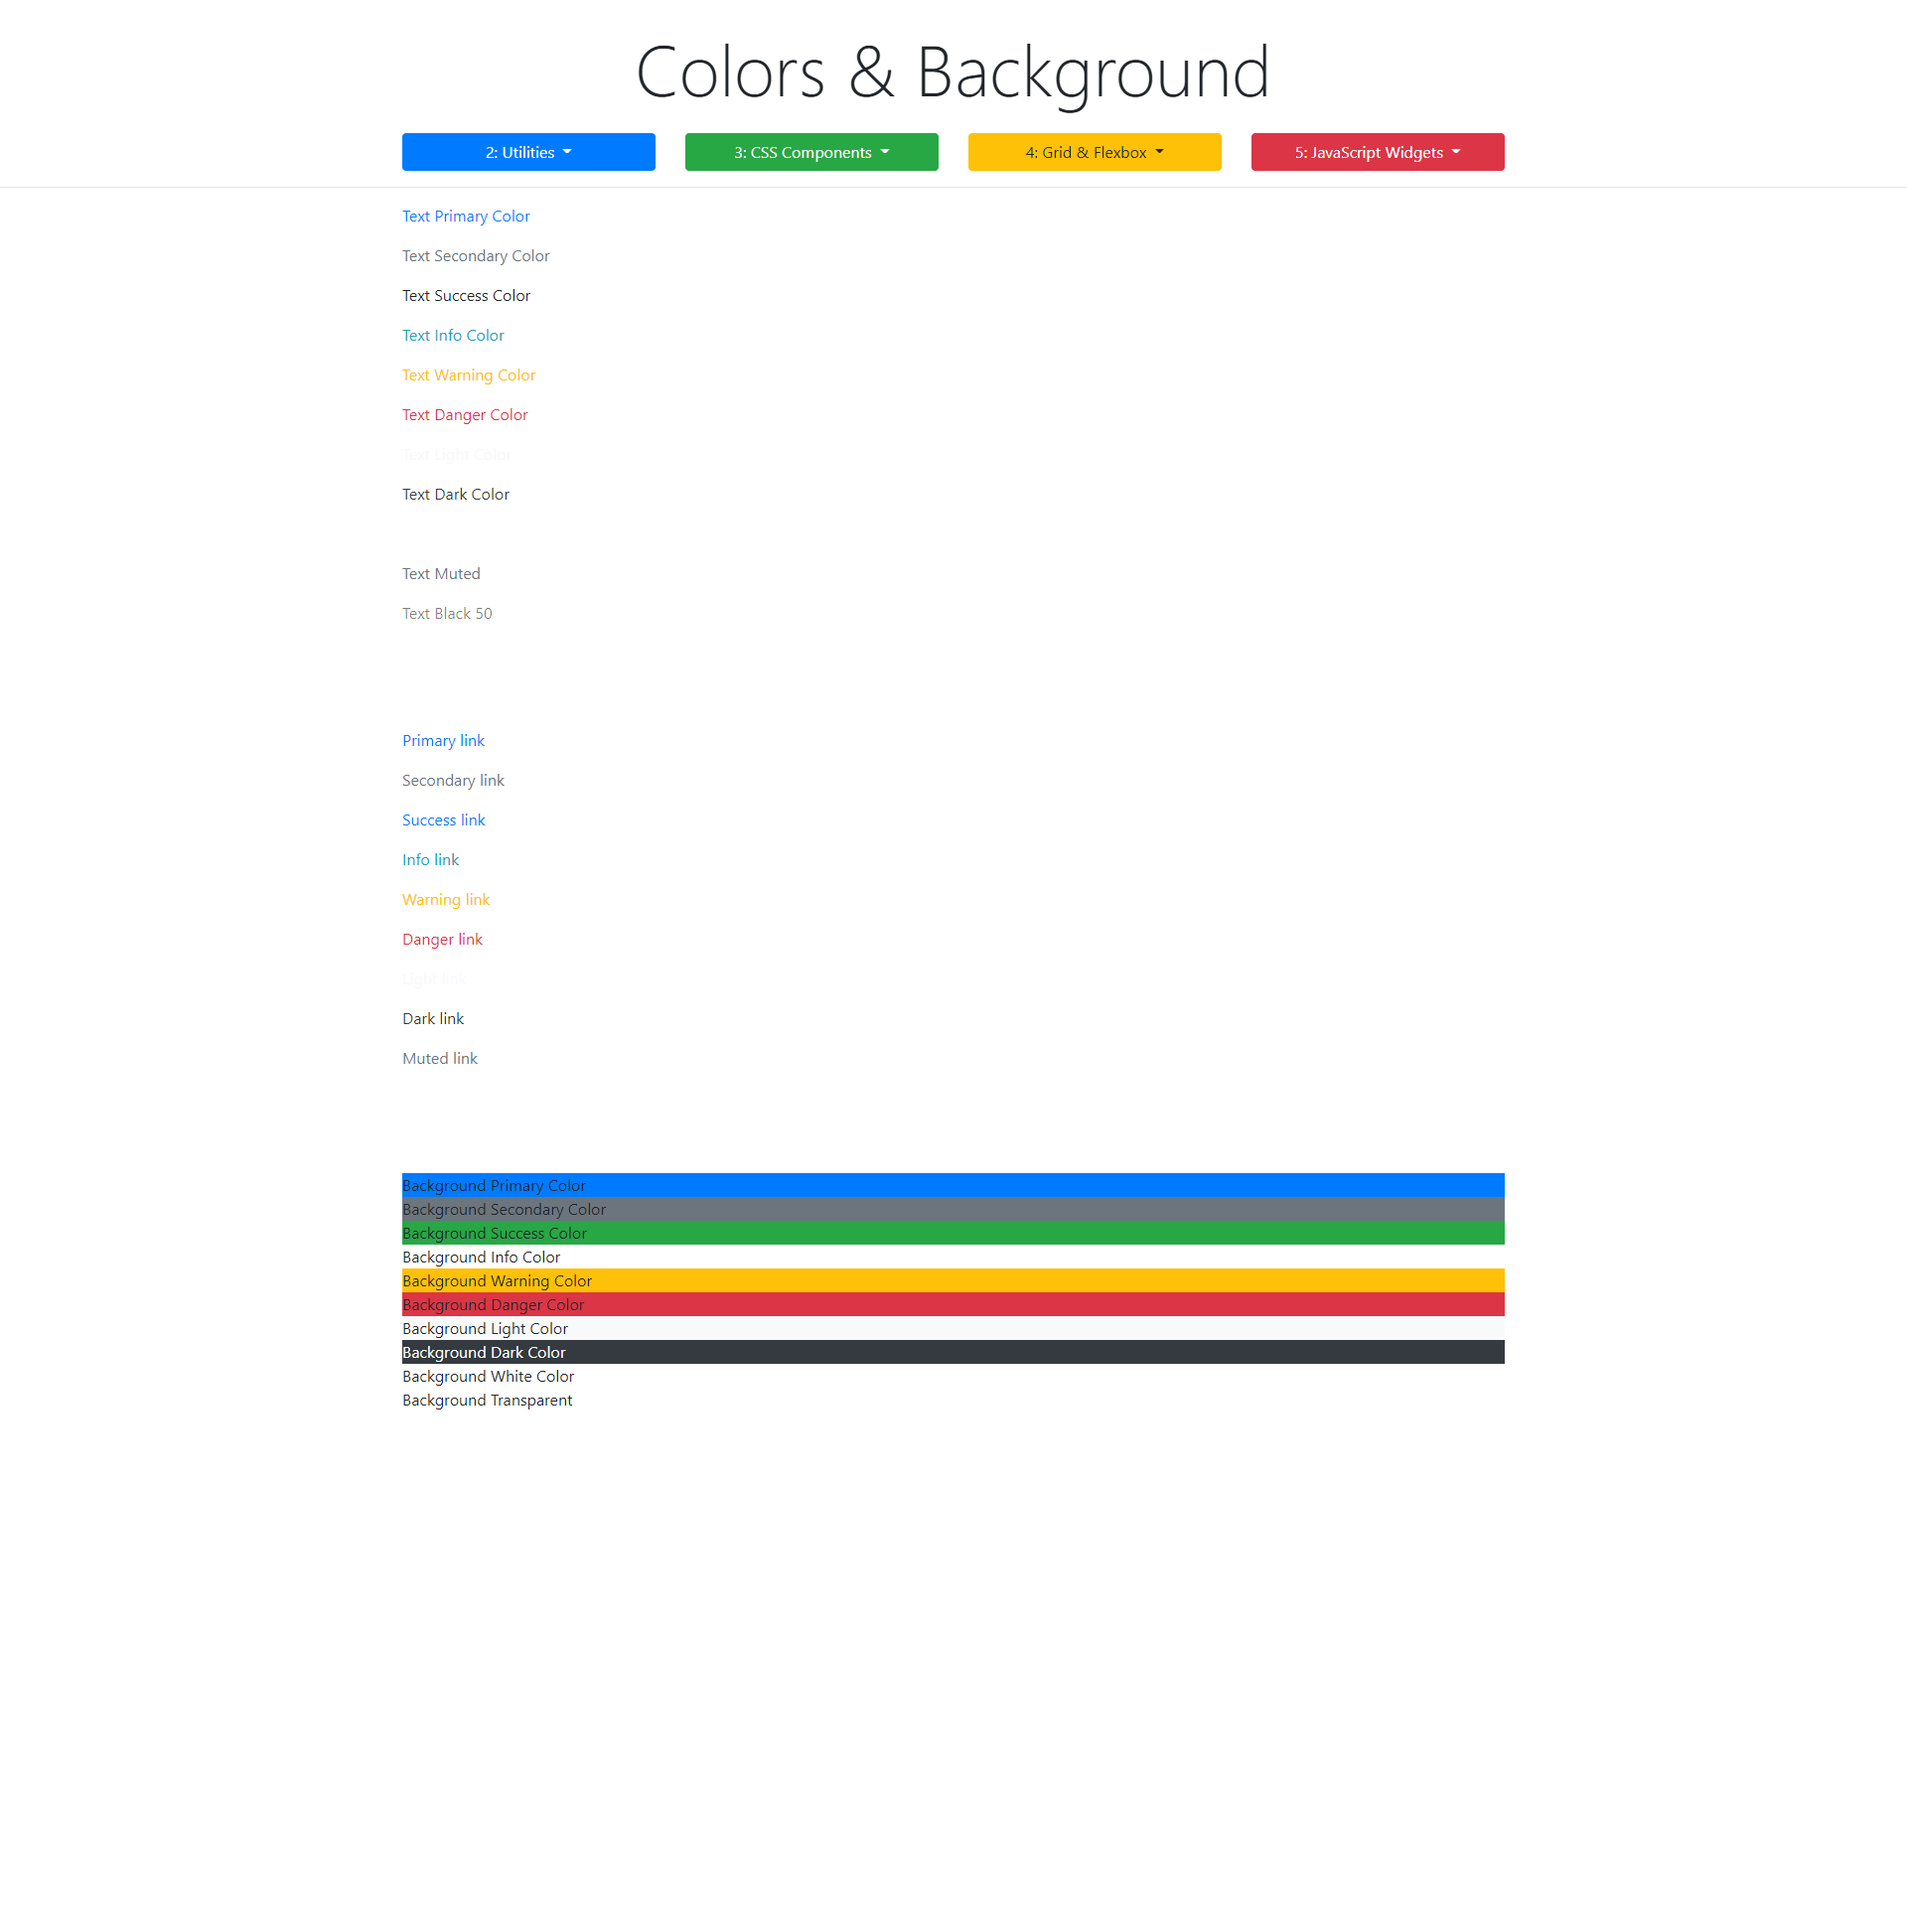 Colors & Background
2: Utilities
3: CSS Components
4: Grid & Flexbox
5: JavaScript Widgets
Text Primary Color
Text Secondary Color
Text Success Color
Text Info Color
Text Warning Color
Text Danger Color
Text Light Color
Text Dark Color
Text Muted
Text Black 50
Primary link
Secondary link
Success link
Info link
Warning link
Danger link
Light link
Dark link
Muted link
Background Primary Color
Background Secondary Color
Background Success Color
Background Info Color
Background Warning Color
Background Danger Color
Background Light Color
Background Dark Color
Background White Color
Background Transparent